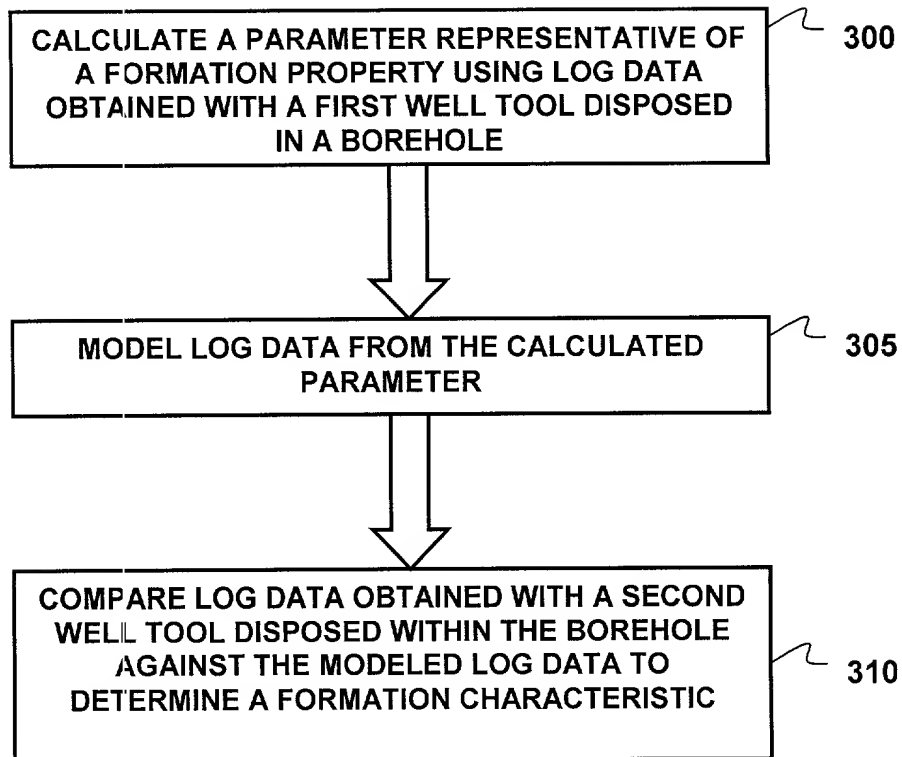 CALCULATE A PARAMETER REPRESENTATIVE OF
A FORMATION PROPERTY USING LOG DATA
OBTAINED WITH A FIRST WELL TOOL DISPOSED
IN A BOREHOLE
300
MODEL LOG DATA FROM THE CALCULATED
PARAMETER
305
COMPARE LOG DATA OBTAINED WITH A SECOND
WELL TOOL DISPOSED WITHIN THE BOREHOLE
AGAINST THE MODELED LOG DATA TO
DETERMINE A FORMATION CHARACTERISTIC
310